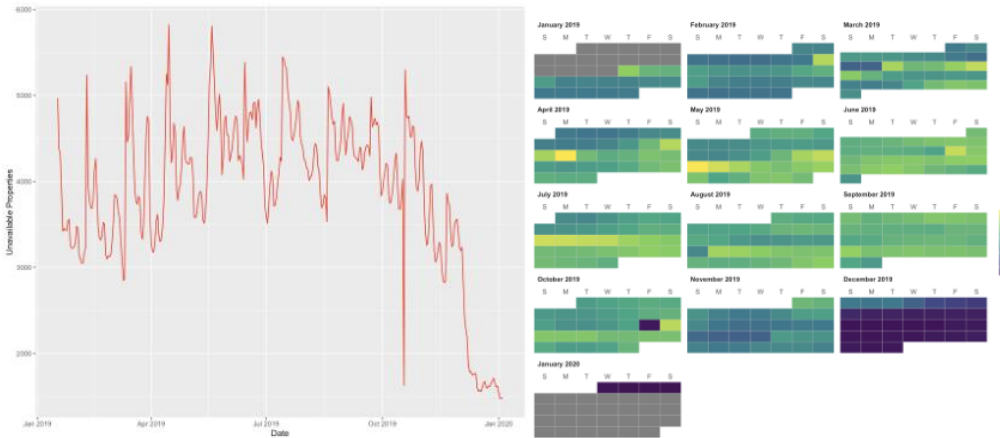 6000
5000
4000
3000
2000
Unavailable Properties
Jan 2019 Apr 2019 Jul 2019 Oct 2019 Jan 2020
Date
January 2019 February 2019 March 2019
S M T W T F S S M T W T F S S M T W T F S
April 2019 May 2019 June 2019
S M T W T F S S M T W T F S S M T W T F S
July 2019 August 2019 September 2019
S M T W T F S S M T W T F S S M T W T F S
October 2019 November 2019 December 2019
S M T W T F S S M T W T F S S M T W T F S
January 2020
S M T W T F S